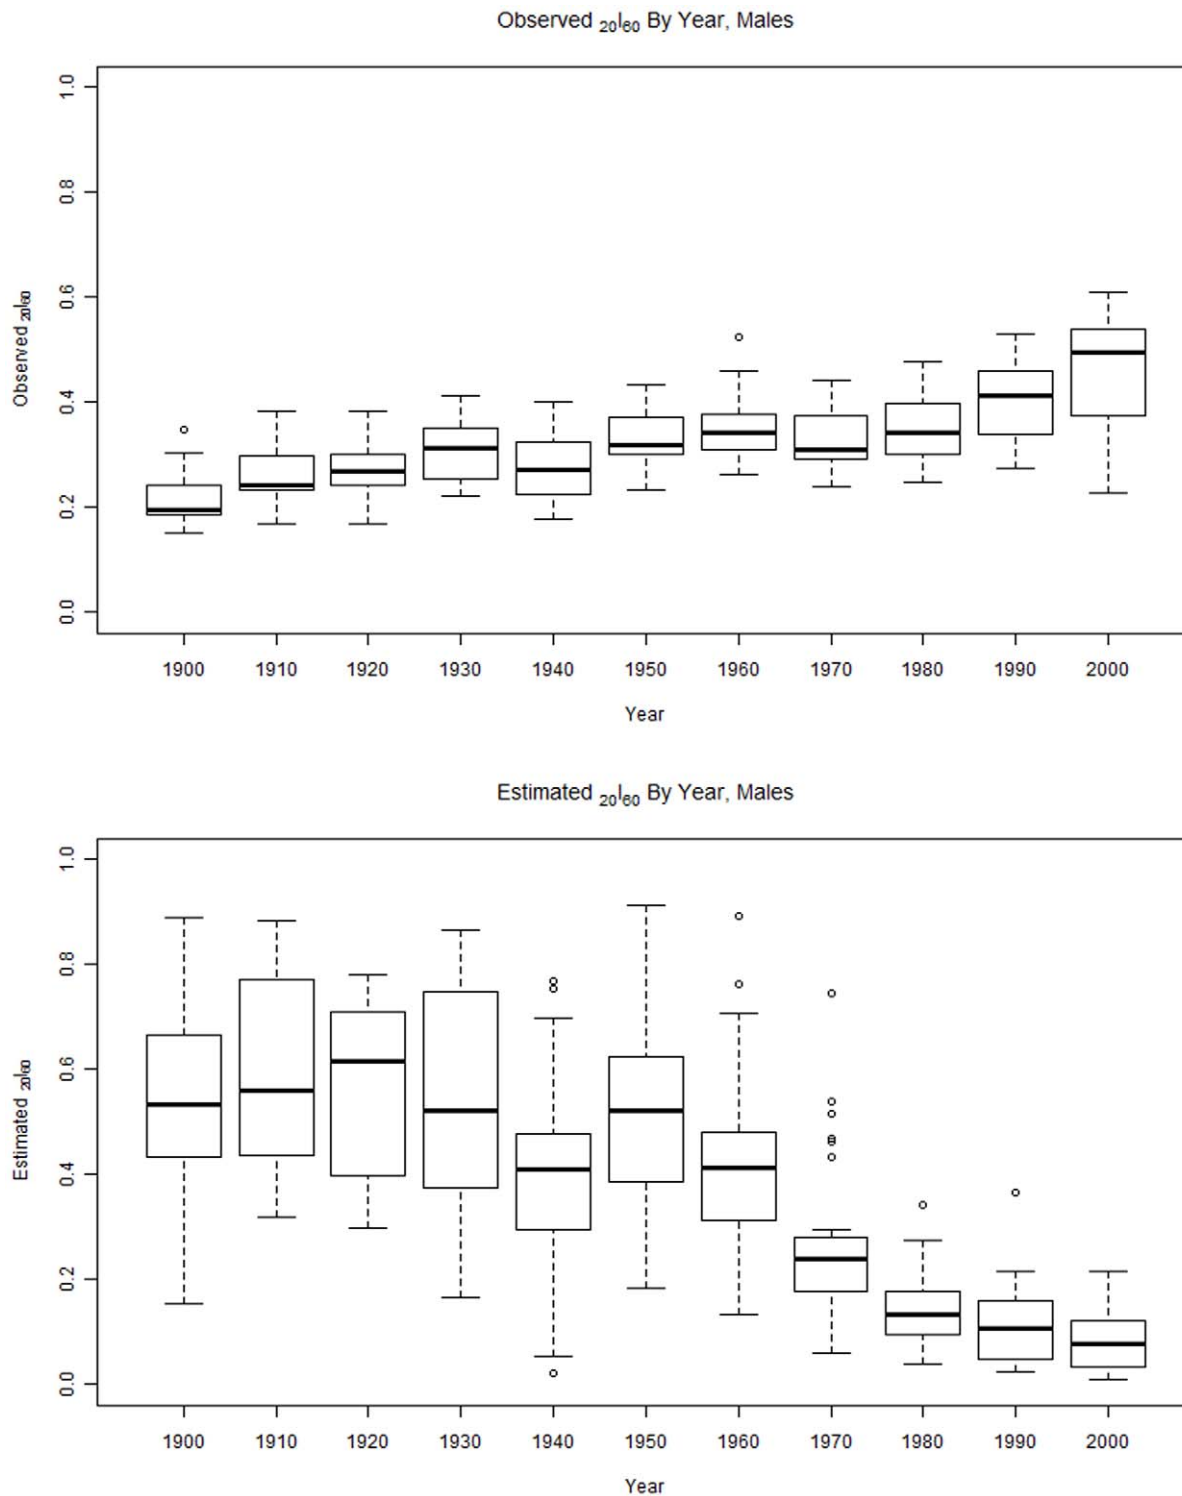 Observed ₂₀l₆₀ By Year, Males
1.0
0.8
0.6
0.4
0.2
0.0
Observed ₂₀l₆₀
1900 1910 1920 1930 1940 1950 1960 1970 1980 1990 2000
Year
Estimated ₂₀l₆₀ By Year, Males
1.0
0.8
0.6
0.4
0.2
0.0
Estimated ₂₀l₆₀
1900 1910 1920 1930 1940 1950 1960 1970 1980 1990 2000
Year